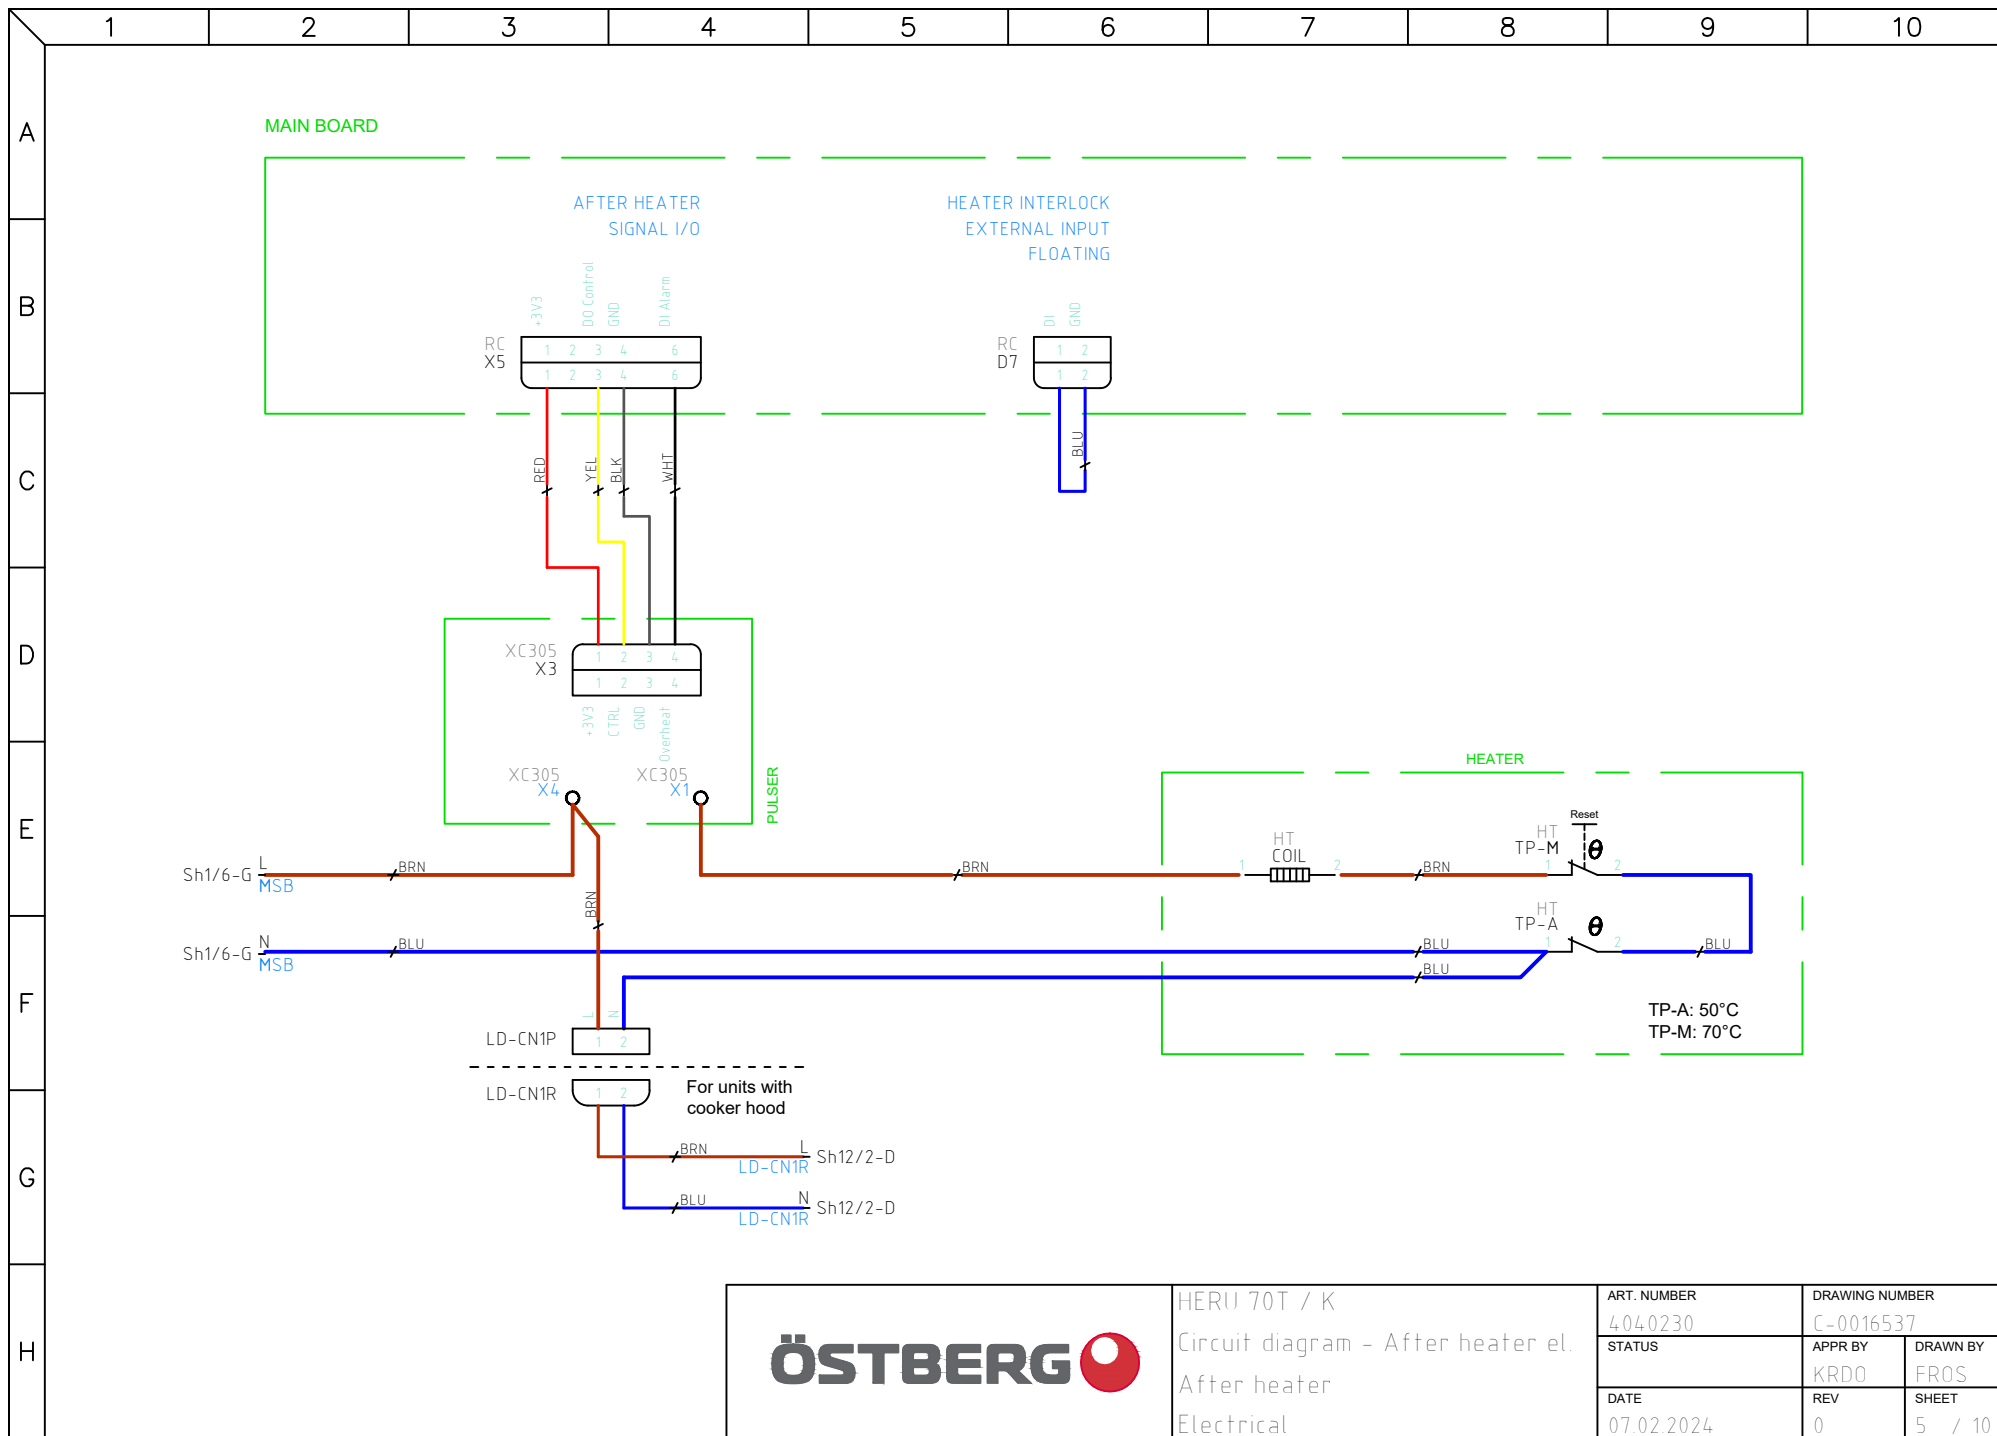 1 2 3 4 5 6 7 8 9 10
A
MAIN BOARD
AFTER HEATER
SIGNAL I/O
HEATER INTERLOCK
EXTERNAL INPUT
FLOATING
B
+3V3 DO Control GND DI Alarm
DI GND
RC
X5
1 2 3 4 6
1 2 3 4 6
RC
D7
1 2
1 2
C
RED YEL BLK WHT
BLU
D
XC305
X3
1 2 3 4
1 2 3 4
+3V3 CTRL GND Overheat
XC305
X4
XC305
X1
PULSER
HEATER
E
Reset
HT
COIL
1 2
HT
TP-M
θ
1 2
Sh1/6-G
L
MSB
BRN
BRN
BRN
BRN
F
HT
TP-A
θ
1 2
Sh1/6-G
N
MSB
BLU
BLU
BLU
BLU
TP-A: 50°C
TP-M: 70°C
L N
LD-CN1P
1 2
LD-CN1R
1 2
For units with
cooker hood
G
BRN
L
LD-CN1R
Sh12/2-D
BLU
N
LD-CN1R
Sh12/2-D
H
ÖSTBERG
HERU 70T / K
Circuit diagram - After heater el.
After heater
Electrical
ART. NUMBER
4040230
DRAWING NUMBER
C-0016537
STATUS
APPR BY
KRDO
DRAWN BY
FROS
DATE
07.02.2024
REV
0
SHEET
5 / 10